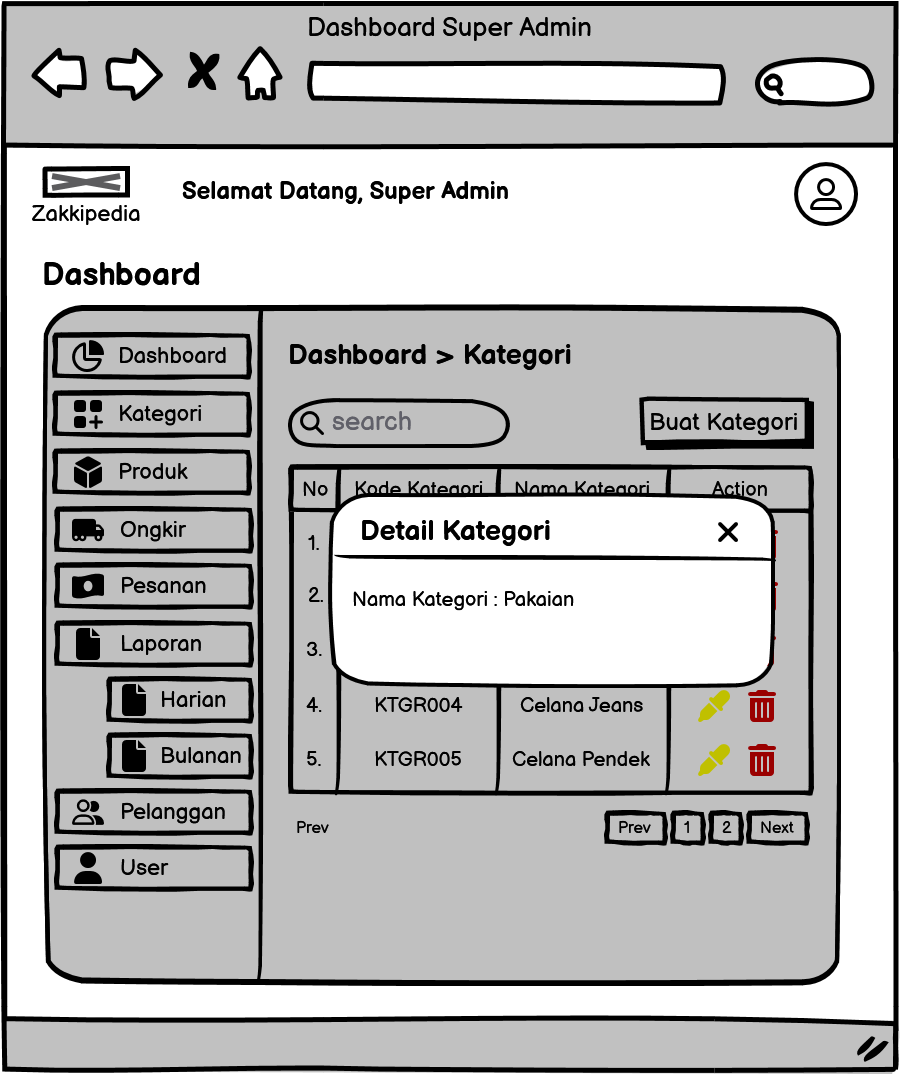 Dashboard Super Admin
Selamat Datang, Super Admin
Zakkipedia
Dashboard
Dashboard
Kategori
Produk
Ongkir
Pesanan
Laporan
Harian
Bulanan
Pelanggan
User
Dashboard > Kategori
search
Buat Kategori
No Kode Kategori Nama Kategori Action
Detail Kategori
Nama Kategori : Pakaian
1.
2.
3.
4. KTGR004 Celana Jeans
5. KTGR005 Celana Pendek
Prev
Prev 1 2 Next